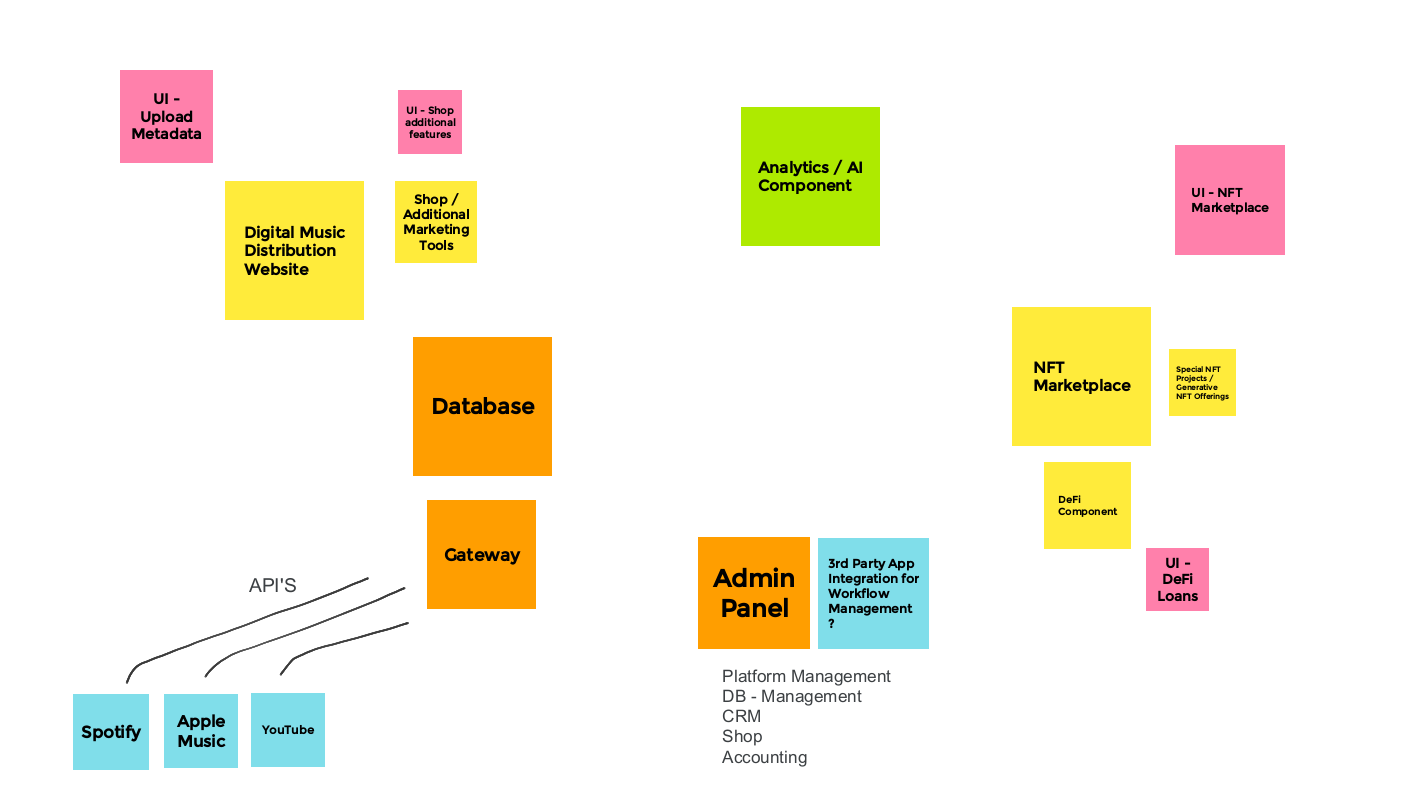 UI -
Upload
Metadata
UI - Shop
additional
features
Digital Music
Distribution
Website
Shop /
Additional
Marketing
Tools
Analytics / AI
Component
UI - NFT
Marketplace
Database
NFT
Marketplace
Special NFT
Projects /
Generative
NFT Offerings
DeFi
Component
Gateway
API'S
Admin
Panel
3rd Party App
Integration for
Workflow
Management
?
UI -
DeFi
Loans
Platform Management
DB - Management
CRM
Shop
Accounting
Spotify
Apple
Music
YouTube